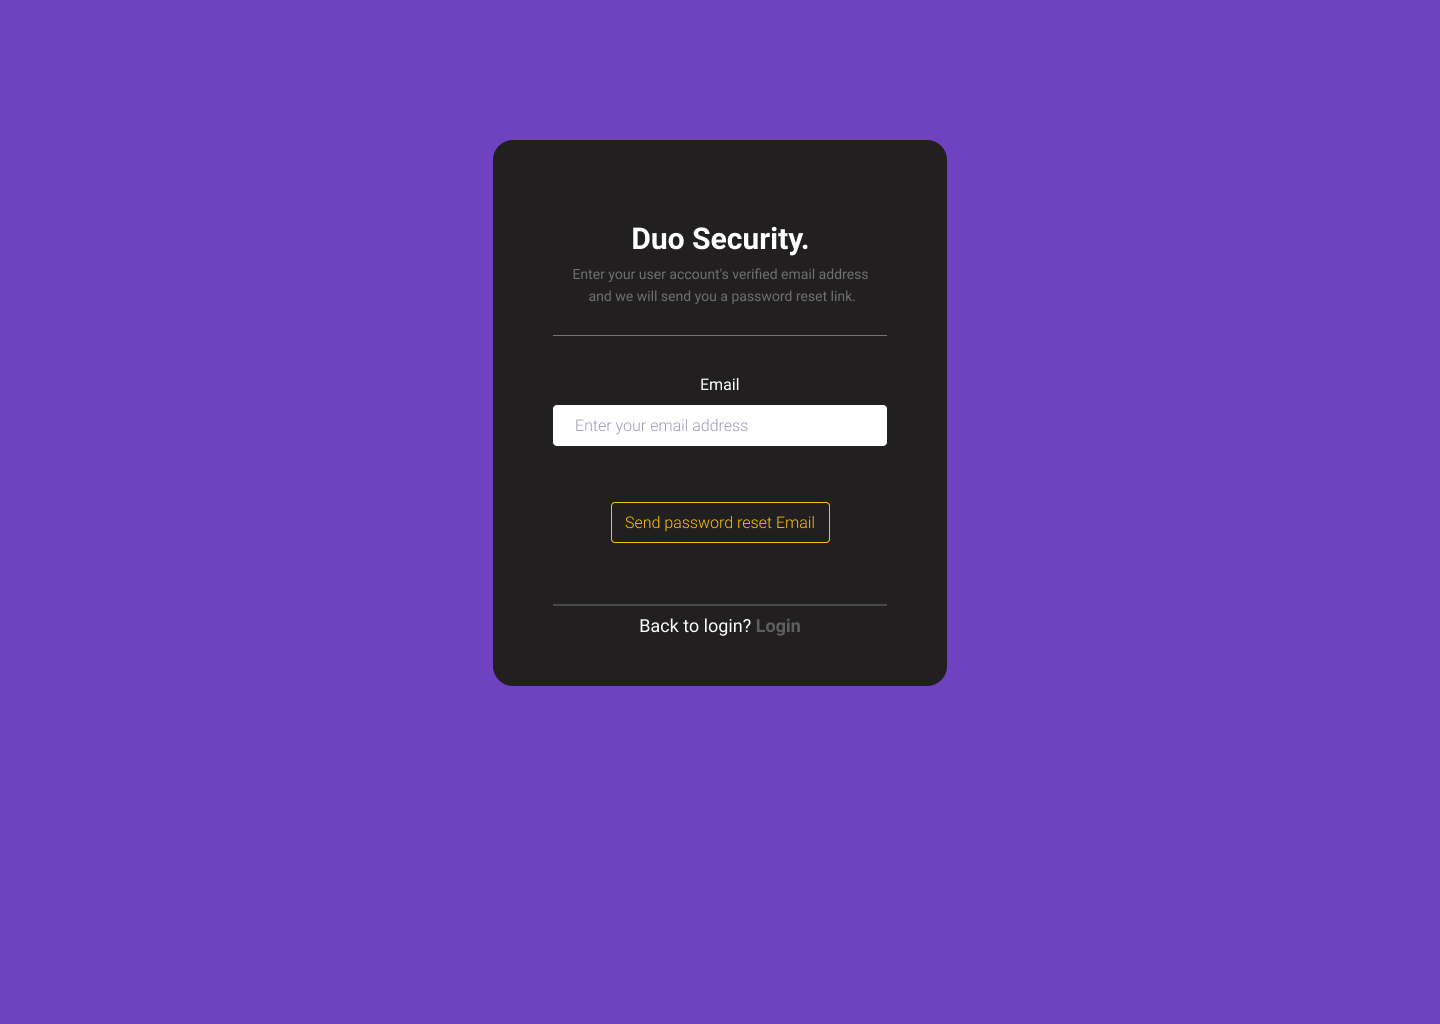 Duo Security.
Enter your user account's verified email address
and we will send you a password reset link.
Email
Enter your email address
Send password reset Email
Back to login? Login